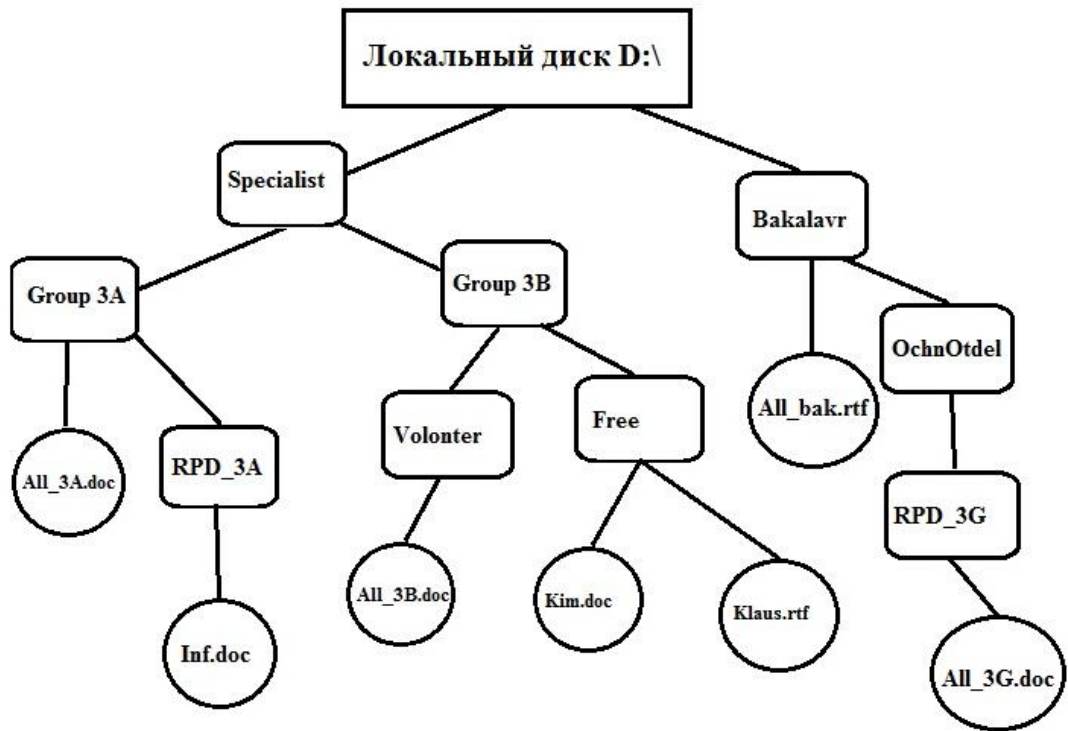 Локальный диск D:\
Specialist
Bakalavr
Group 3A
Group 3B
OchnOtdel
Volonter
Free
All_bak.rtf
All_3A.doc
RPD_3A
RPD_3G
All_3B.doc
Kim.doc
Klaus.rtf
Inf.doc
All_3G.doc